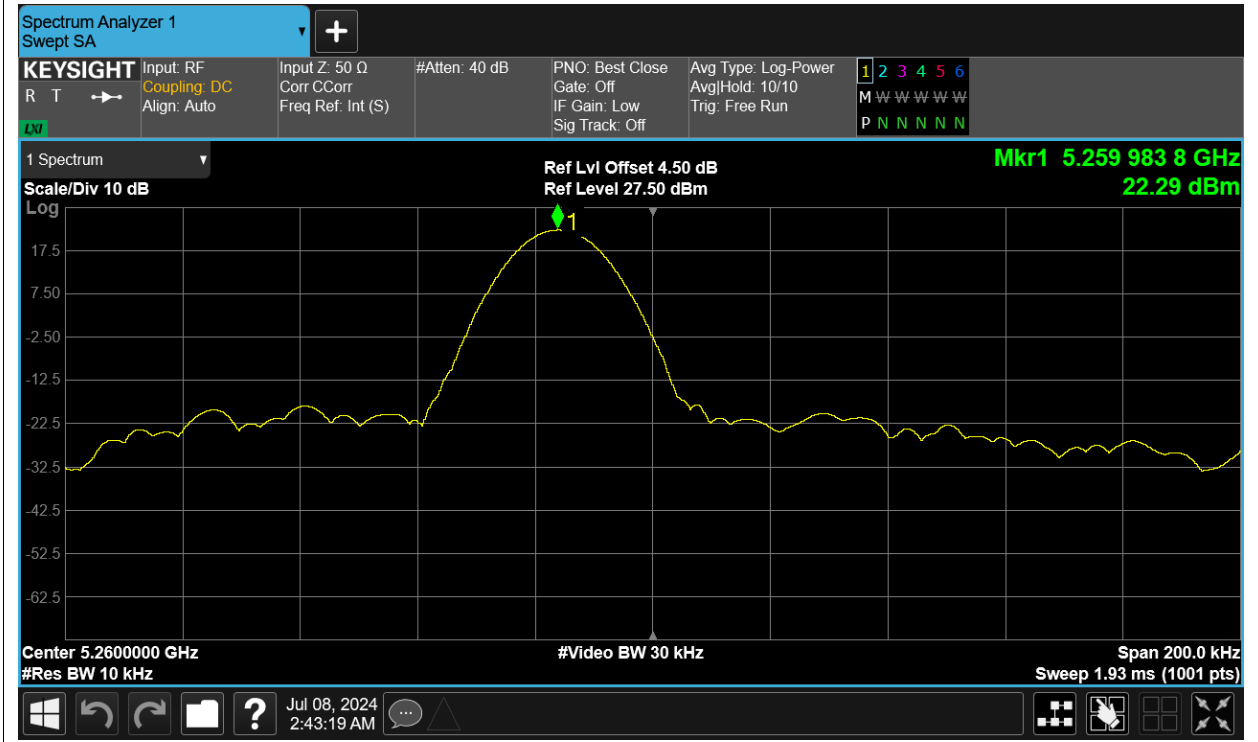 Spectrum Analyzer 1
Swept SA
KEYSIGHT
R T
LXI
Input: RF
Coupling: DC
Align: Auto
Input Z: 50 Ω
Corr CCorr
Freq Ref: Int (S)
#Atten: 40 dB
PNO: Best Close
Gate: Off
IF Gain: Low
Sig Track: Off
Avg Type: Log-Power
Avg|Hold: 10/10
Trig: Free Run
1 2 3 4 5 6
M W W W W W
P N N N N N
1 Spectrum
Scale/Div 10 dB
Ref Lvl Offset 4.50 dB
Ref Level 27.50 dBm
Mkr1 5.259 983 8 GHz
22.29 dBm
Log
1
17.5
7.50
-2.50
-12.5
-22.5
-32.5
-42.5
-52.5
-62.5
Center 5.2600000 GHz
#Video BW 30 kHz
Span 200.0 kHz
#Res BW 10 kHz
Sweep 1.93 ms (1001 pts)
?
Jul 08, 2024
2:43:19 AM